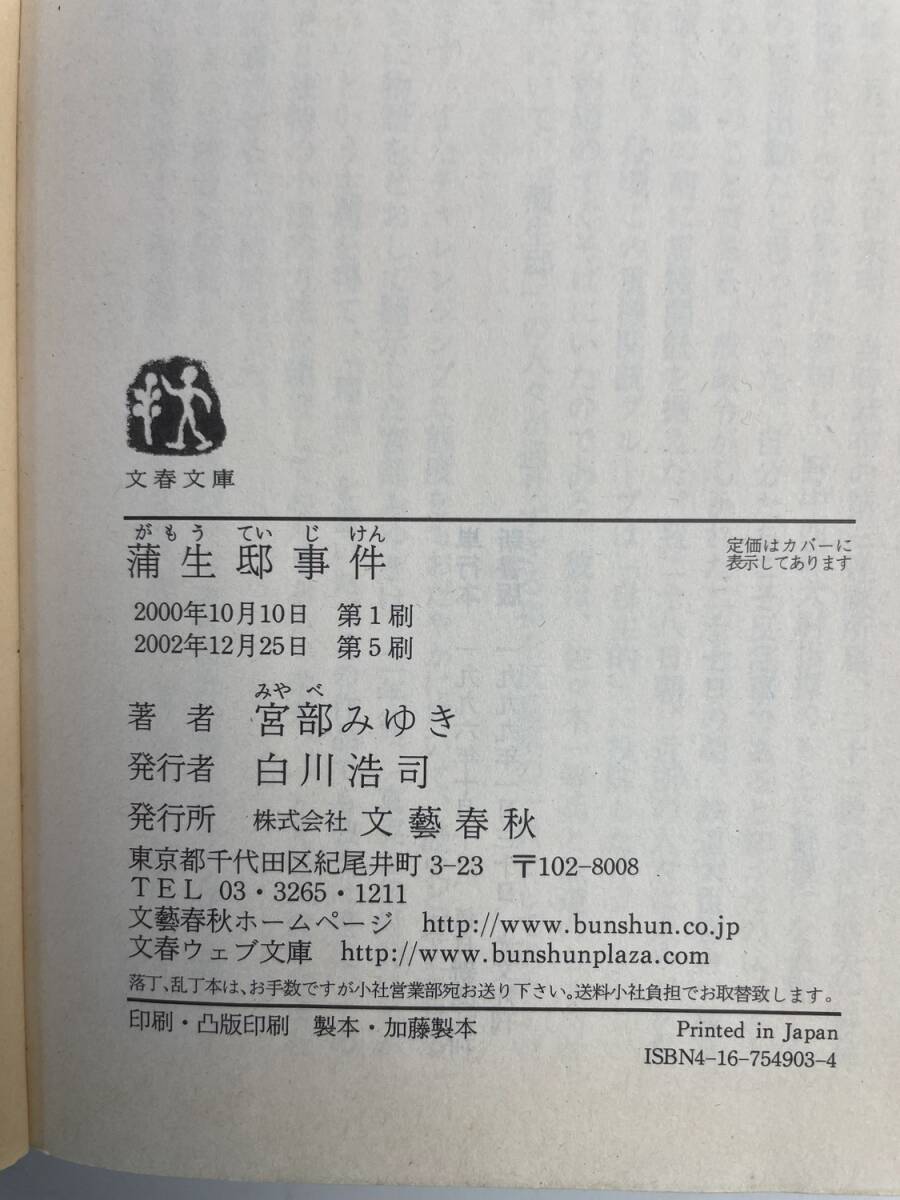 文春文庫
がもう てい じ けん
蒲生邸事件
定価はカバーに
表示してあります
2000年10月10日 第1刷
2002年12月25日 第5刷
みや べ
著者 宮部みゆき
発行者 白川浩司
発行所 株式会社 文藝春秋
東京都千代田区紀尾井町3-23 〒102-8008
TEL 03・3265・1211
文藝春秋ホームページ http://www.bunshun.co.jp
文春ウェブ文庫 http://www.bunshunplaza.com
落丁、乱丁本は、お手数ですが小社営業部宛お送り下さい。送料小社負担でお取替致します。
印刷・凸版印刷 製本・加藤製本
Printed in Japan
ISBN4-16-754903-4